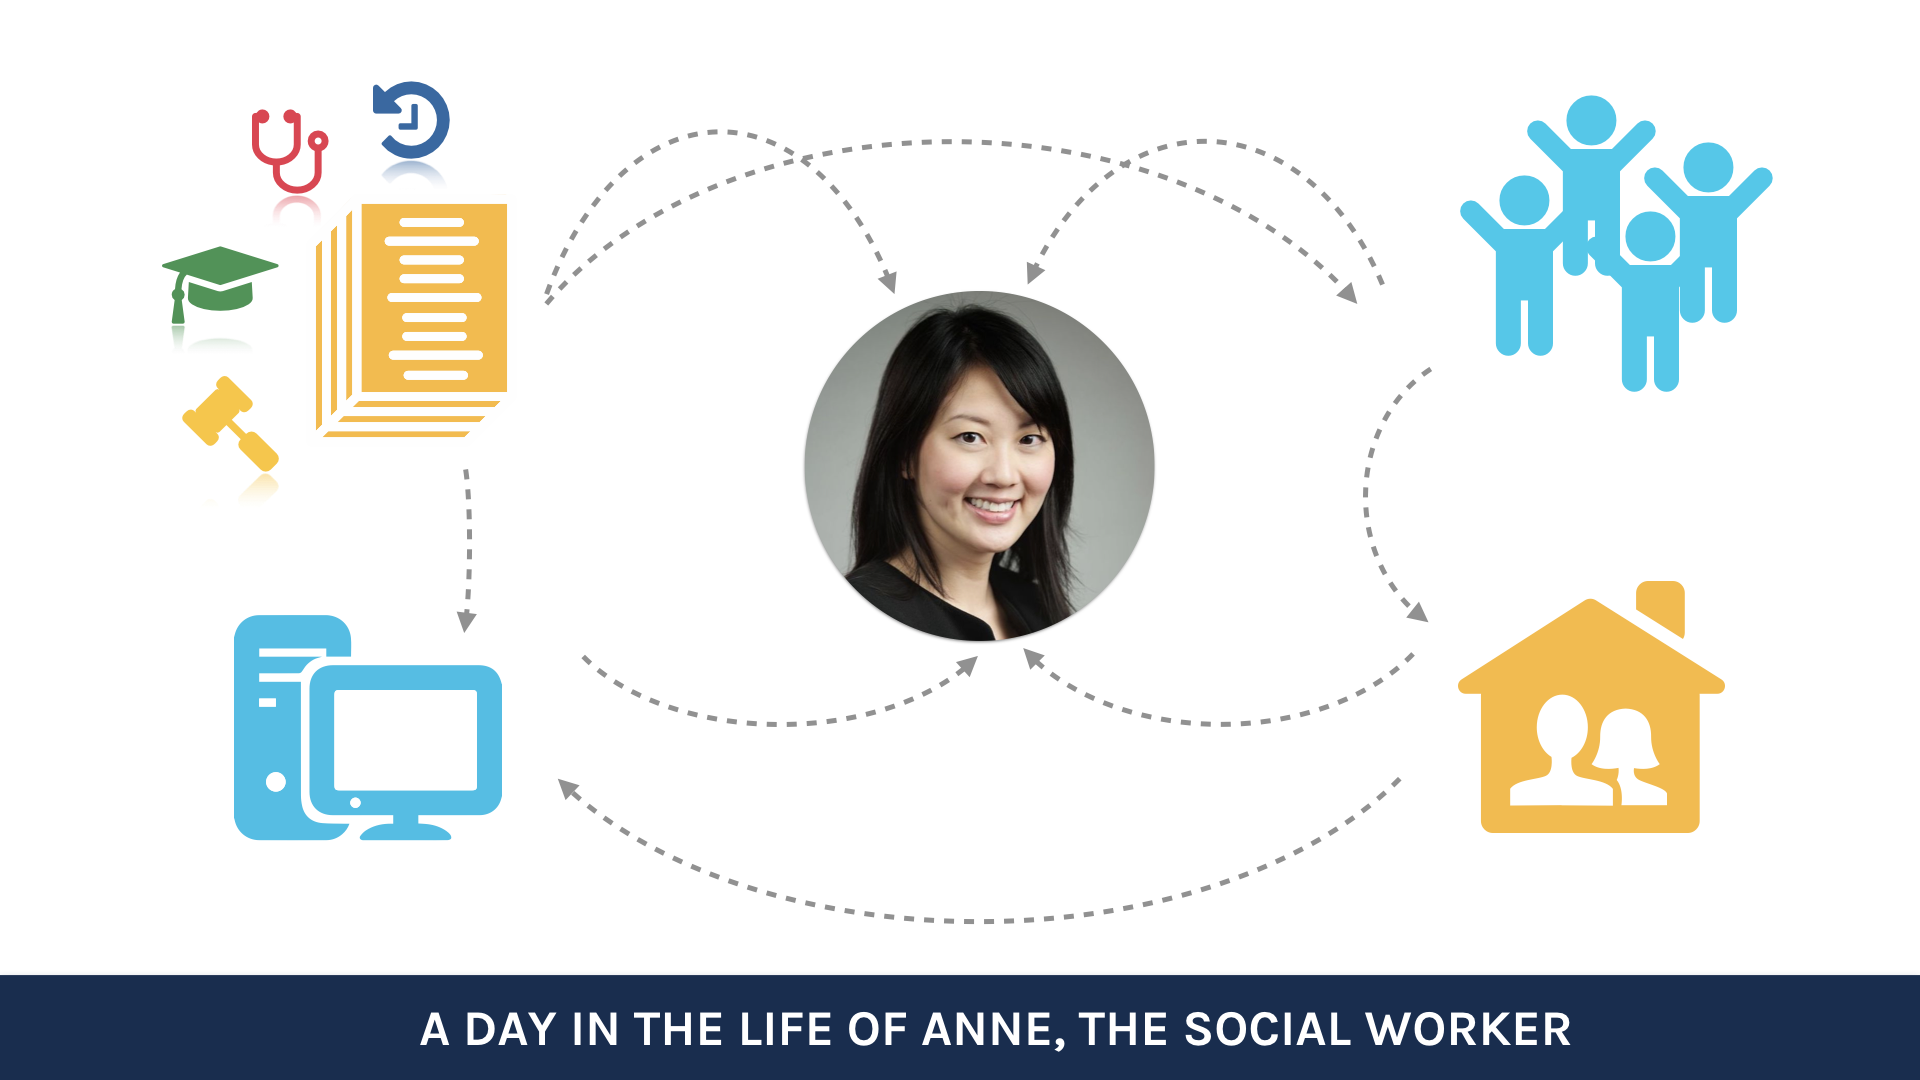 A DAY IN THE LIFE OF ANNE, THE SOCIAL WORKER